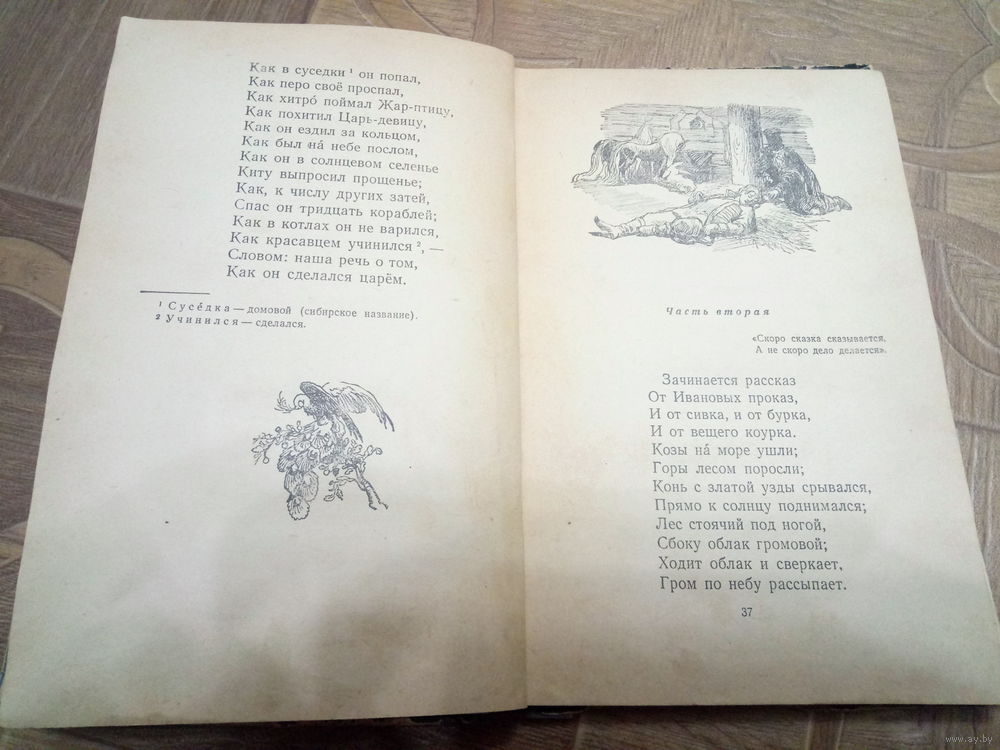 Как в суседки ¹ он попал,
Как перо своё проспал,
Как хитро́ поймал Жар-птицу,
Как похитил Царь-девицу,
Как он ездил за кольцом,
Как был на́ небе послом,
Как он в солнцевом селенье
Киту выпросил прощенье;
Как, к числу других затей,
Спас он тридцать кораблей;
Как в котлах он не варился,
Как красавцем учинился ², —
Словом: наша речь о том,
Как он сделался царём.
¹ Сусе́дка — домовой (сибирское название).
² Учинился — сделался.
Часть вторая
«Скоро сказка сказывается,
А не скоро дело делается».
Зачинается рассказ
От Ивановых проказ,
И от сивка, и от бурка,
И от вещего коурка.
Козы на́ море ушли;
Горы лесом поросли;
Конь с златой узды срывался,
Прямо к солнцу поднимался;
Лес стоячий под ногой,
Сбоку облак громовой;
Ходит облак и сверкает,
Гром по небу рассыпает.
37
www.ay.by